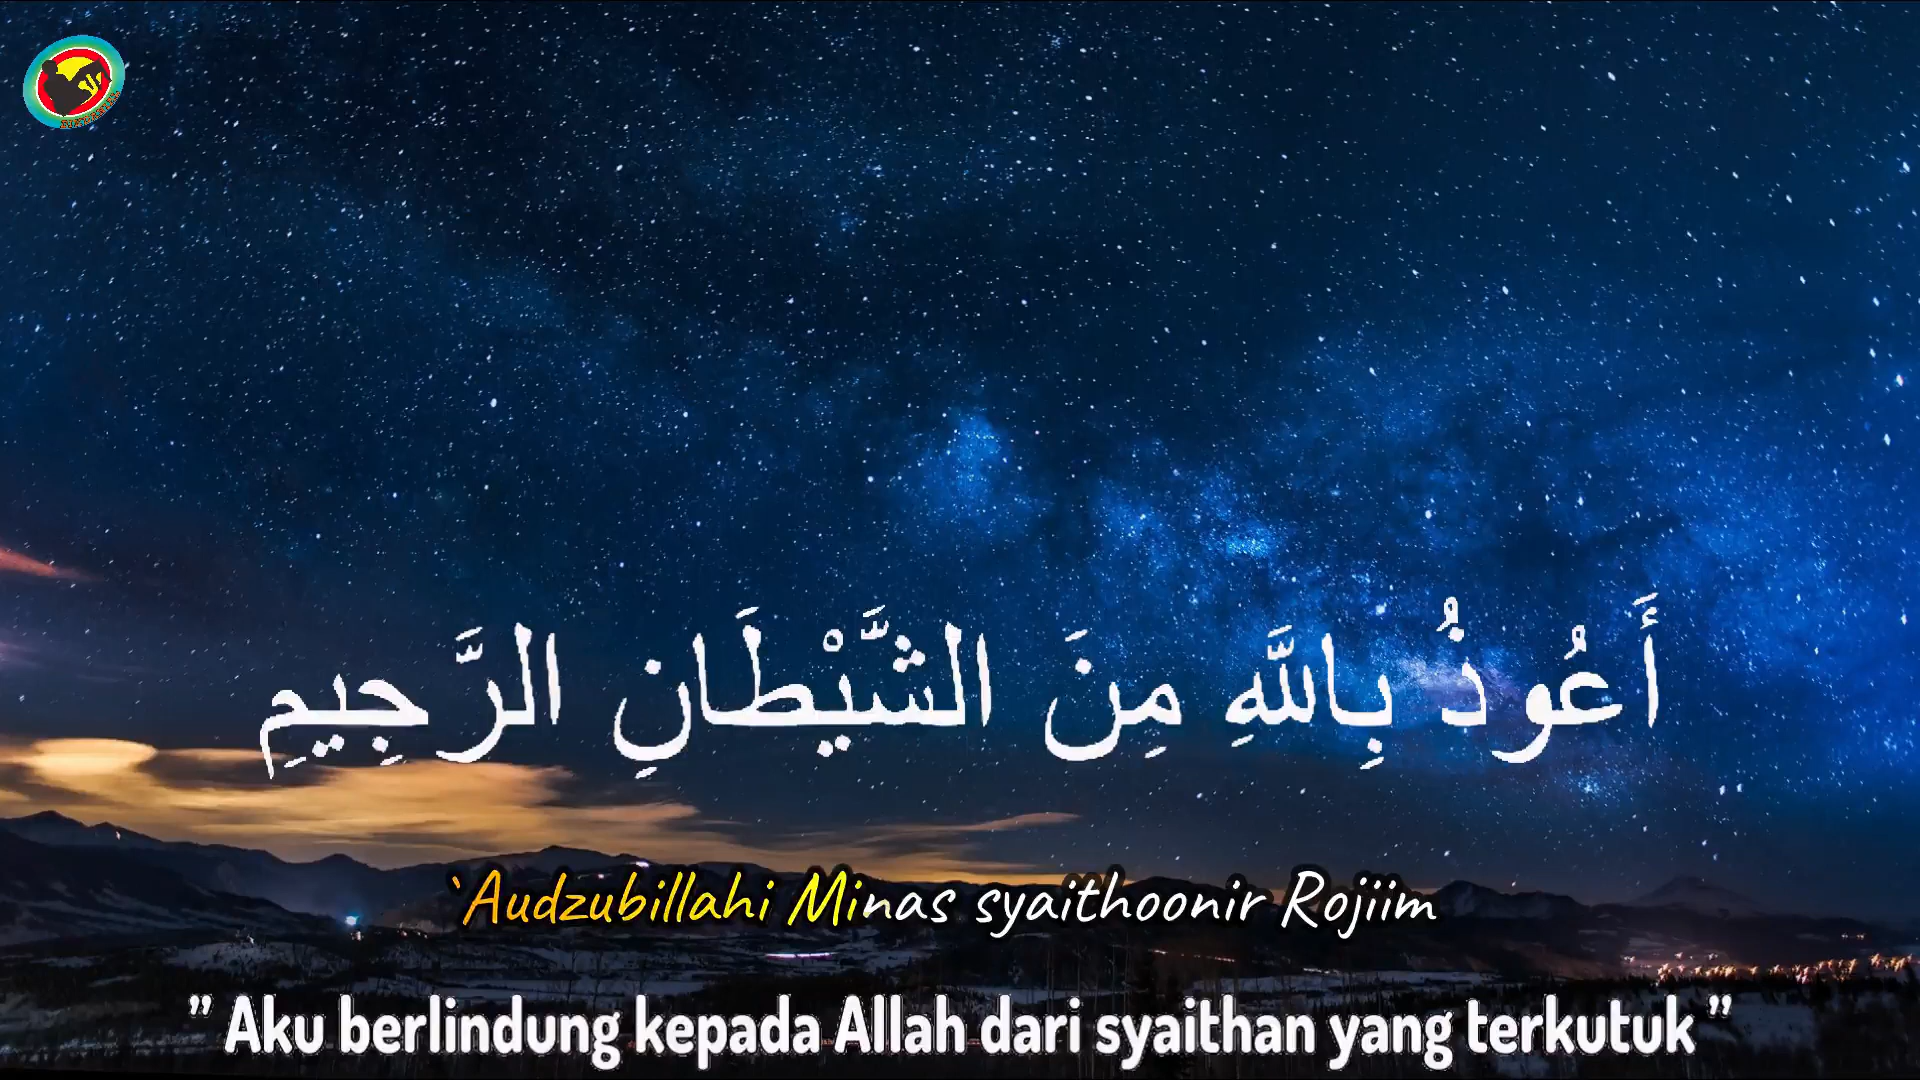 أَعُوذُ بِاللَّهِ مِنَ الشَّيْطَانِ الرَّجِيمِ
`Audzubillahi Minas syaithoonir Rojiim
” Aku berlindung kepada Allah dari syaithan yang terkutuk ”